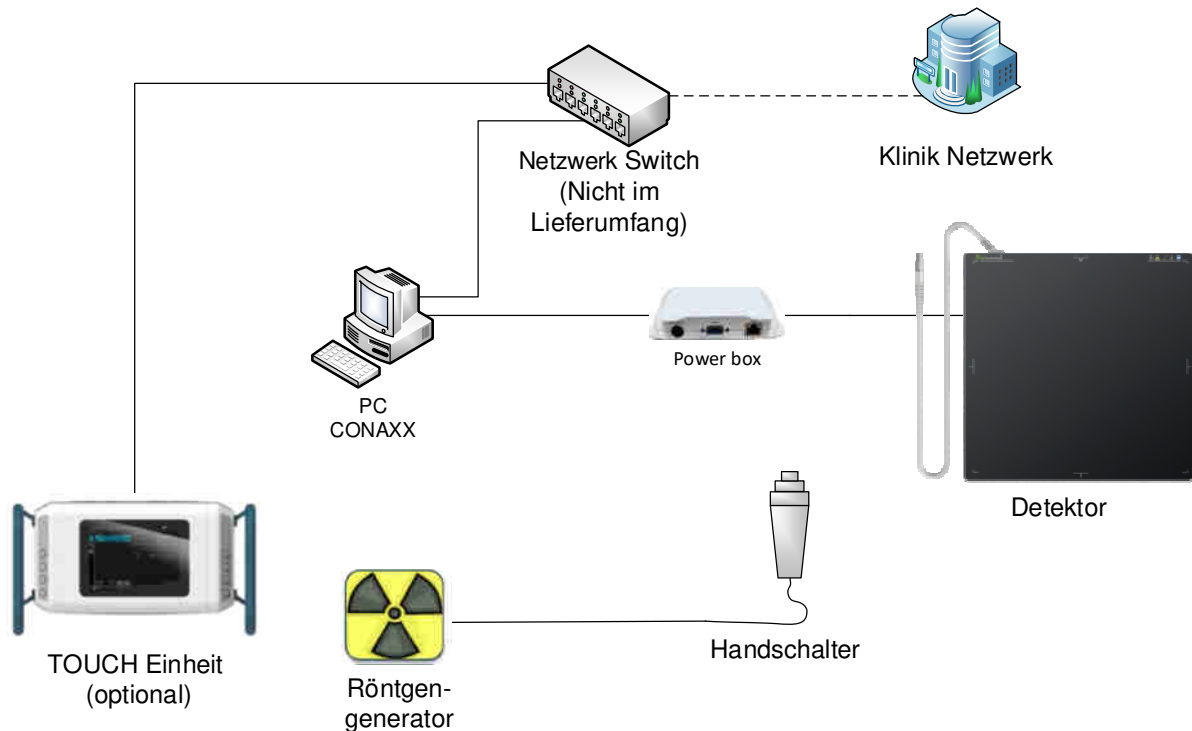 Netzwerk Switch
(Nicht im
Lieferumfang)
Klinik Netzwerk
Power box
PC
CONAXX
Detektor
TOUCH Einheit
(optional)
Röntgen-
generator
Handschalter